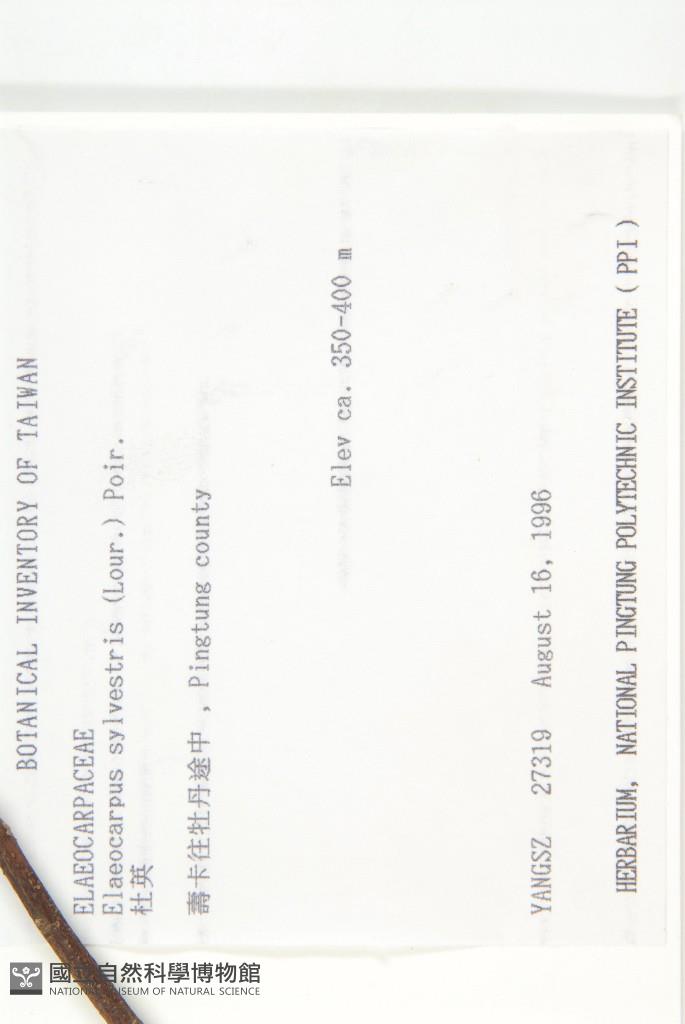 BOTANICAL INVENTORY OF TAIWAN
ELAEOCARPACEAE
Elaeocarpus sylvestris (Lour.) Poir.
杜英
壽卡往牡丹途中 , Pingtung county
Elev ca. 350-400 m
YANGSZ 27319 August 16, 1996
HERBARIUM, NATIONAL PINGTUNG POLYTECHNIC INSTITUTE ( PPI )
國立自然科學博物館
NATIONAL MUSEUM OF NATURAL SCIENCE